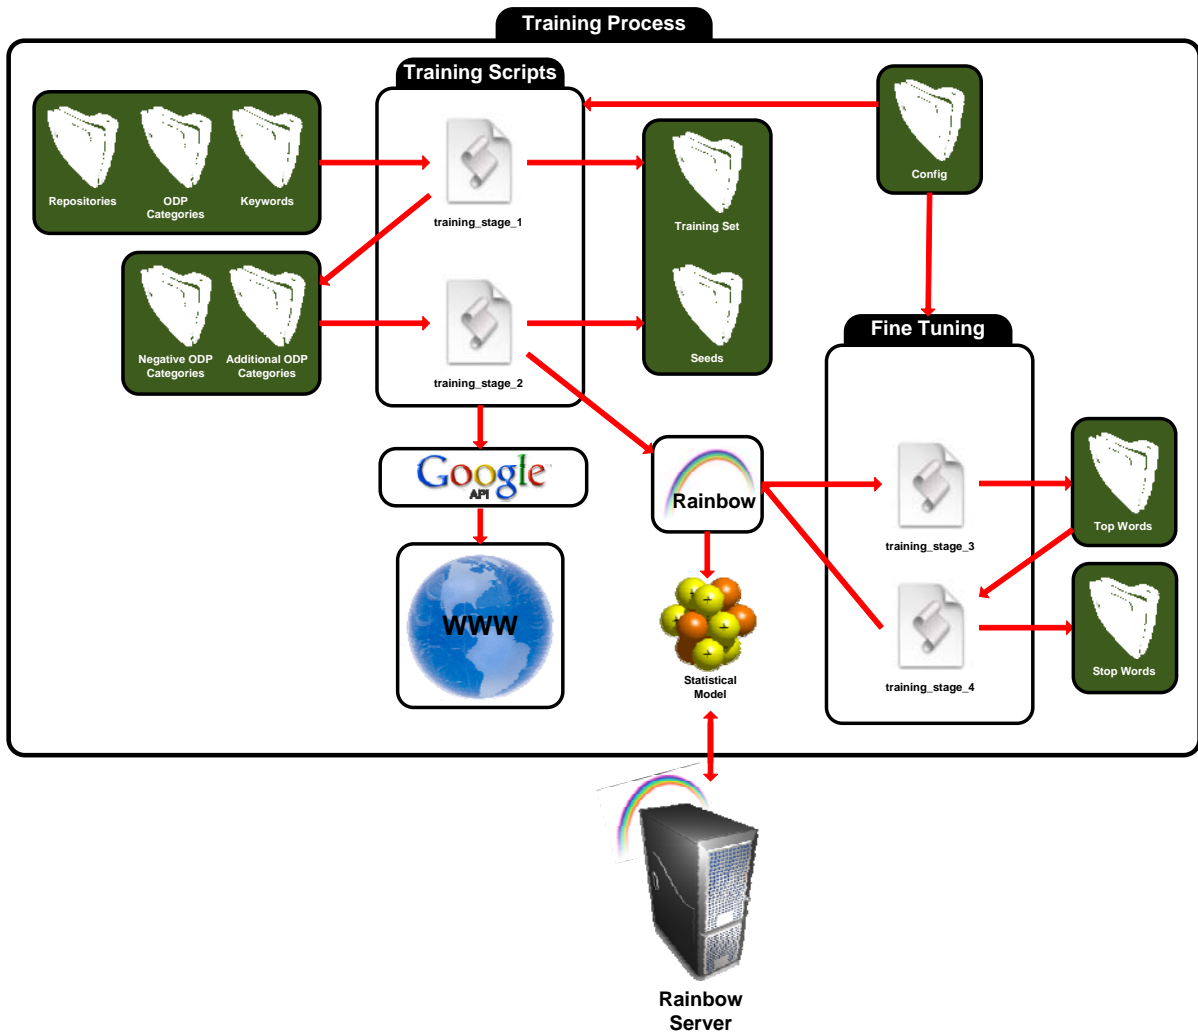 Training Process
Training Scripts
Repositories
ODP
Categories
Keywords
training_stage_1
Training Set
Config
Negative ODP
Categories
Additional ODP
Categories
training_stage_2
Seeds
Fine Tuning
Google
API
Rainbow
training_stage_3
Top Words
WWW
Statistical
Model
training_stage_4
Stop Words
Rainbow
Server